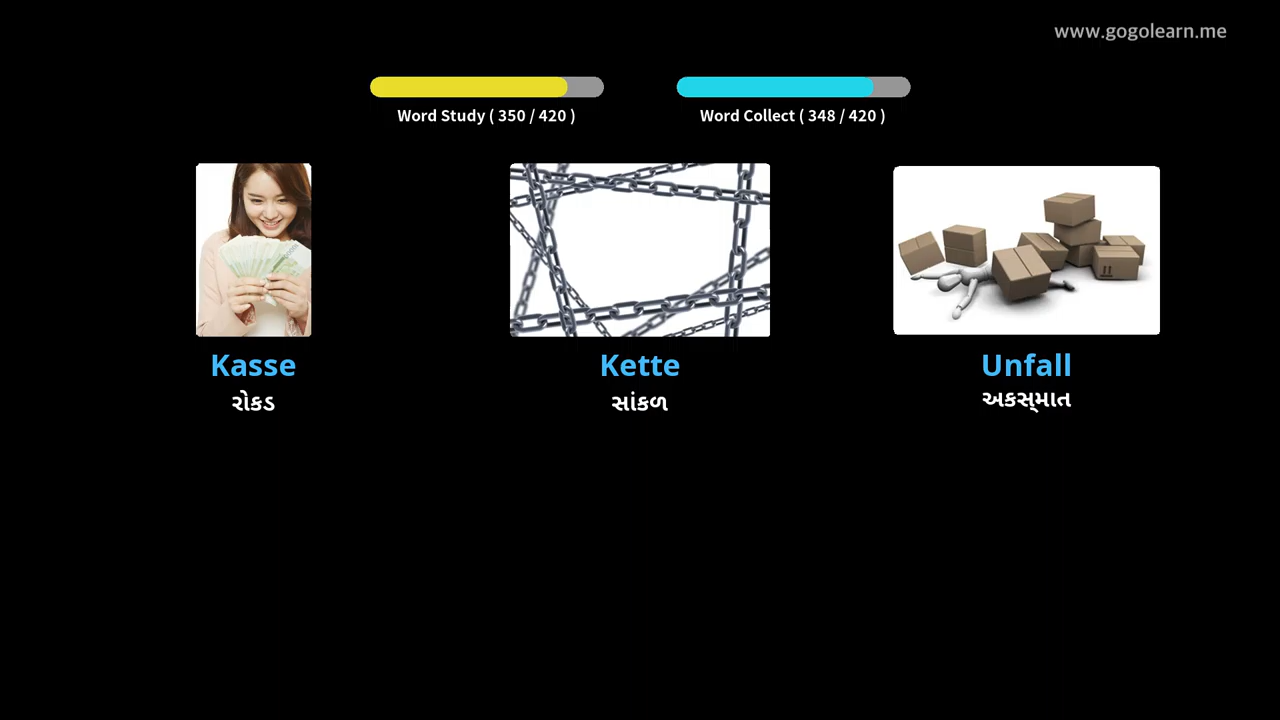 www.gogolearn.me
Word Study ( 350 / 420 )
Word Collect ( 348 / 420 )
Kasse
રોકડ
Kette
સાંકળ
Unfall
અકસ્માત